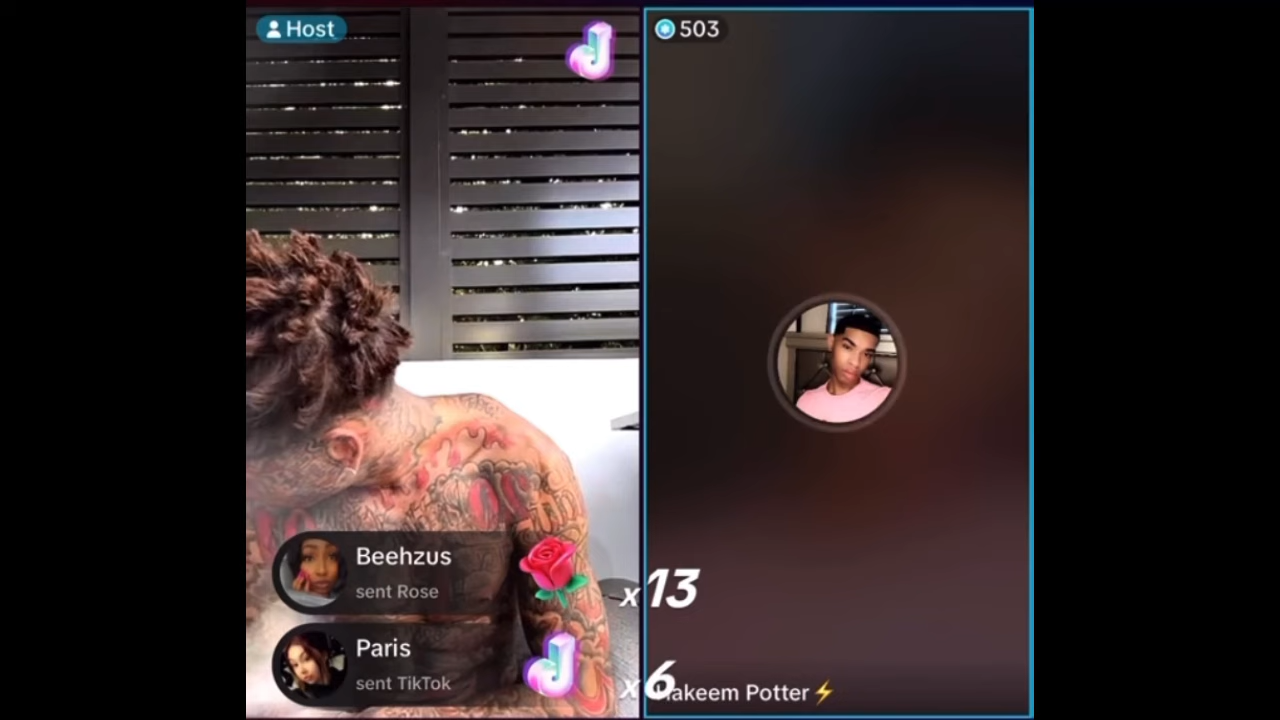 Host
503
Beehzus
sent Rose
x13
Paris
sent TikTok
x6
akeem Potter⚡